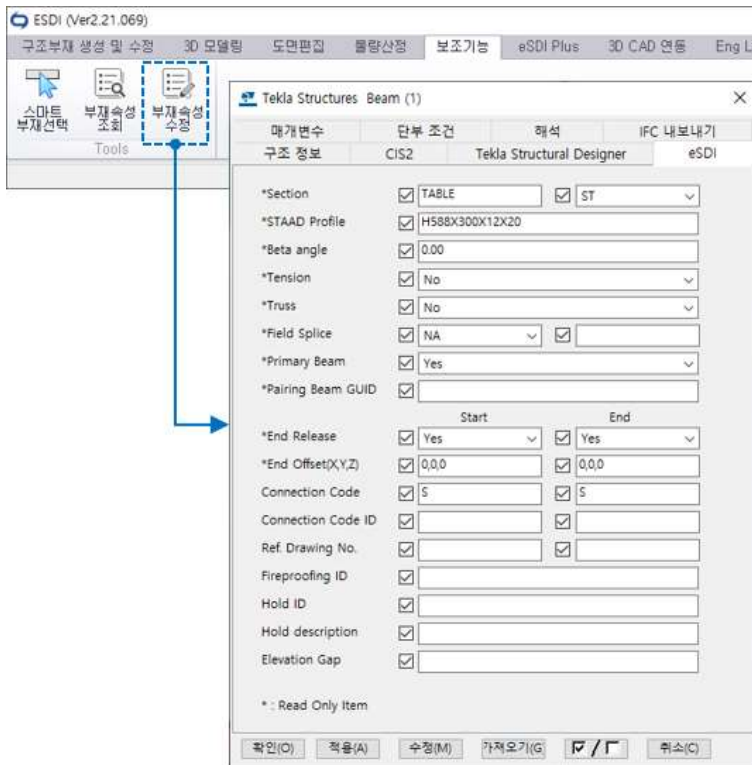 ESDI (Ver2.21.069)
구조부재 생성 및 수정 3D 모델링 도면편집 물량산정 보조기능 eSDI Plus 3D CAD 연동 Eng L
스마트 부재선택
부재속성 조회
부재속성 수정
Tools
Tekla Structures Beam (1)
매개변수 단부 조건 해석 IFC 내보내기
구조 정보 CIS2 Tekla Structural Designer eSDI
*Section TABLE ST
*STAAD Profile H588X300X12X20
*Beta angle 0.00
*Tension No
*Truss No
*Field Splice NA
*Primary Beam Yes
*Pairing Beam GUID
Start End
*End Release Yes Yes
*End Offset(X,Y,Z) 0,0,0 0,0,0
Connection Code S S
Connection Code ID
Ref. Drawing No.
Fireproofing ID
Hold ID
Hold description
Elevation Gap
* : Read Only Item
확인(O) 적용(A) 수정(M) 가져오기(G / 취소(C)